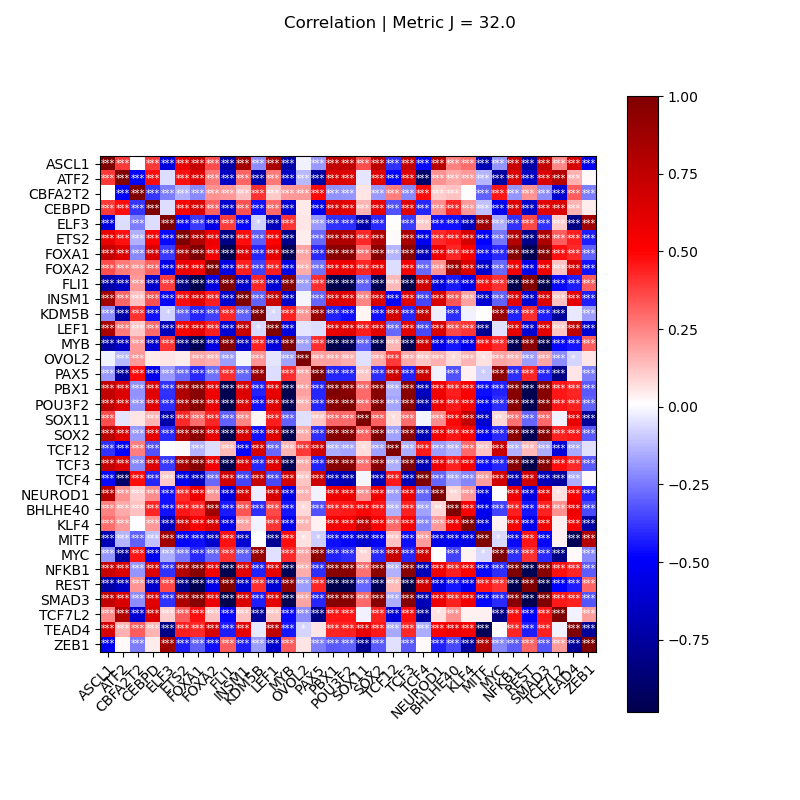 Correlation | Metric J = 32.0
ASCL1
ATF2
CBFA2T2
CEBPD
ELF3
ETS2
FOXA1
FOXA2
FLI1
INSM1
KDM5B
LEF1
MYB
OVOL2
PAX5
PBX1
POU3F2
SOX11
SOX2
TCF12
TCF3
TCF4
NEUROD1
BHLHE40
KLF4
MITF
MYC
NFKB1
REST
SMAD3
TCF7L2
TEAD4
ZEB1
ASCL1
ATF2
CBFA2T2
CEBPD
ELF3
ETS2
FOXA1
FOXA2
FLI1
INSM1
KDM5B
LEF1
MYB
OVOL2
PAX5
PBX1
POU3F2
SOX11
SOX2
TCF12
TCF3
TCF4
NEUROD1
BHLHE40
KLF4
MITF
MYC
NFKB1
REST
SMAD3
TCF7L2
TEAD4
ZEB1
1.00
0.75
0.50
0.25
0.00
−0.25
−0.50
−0.75